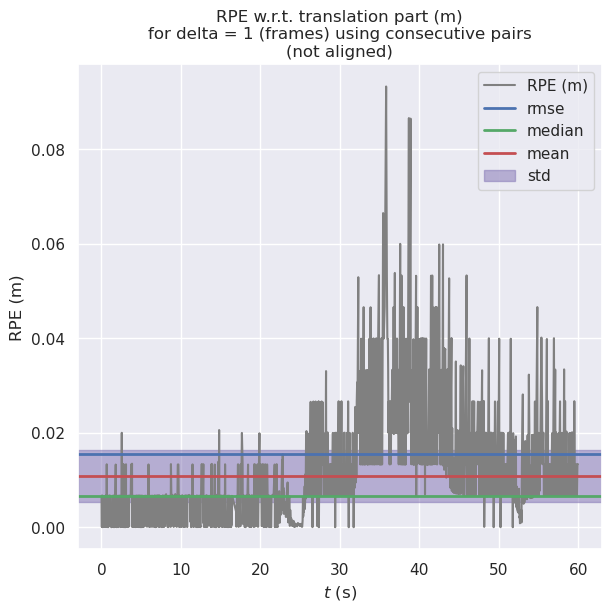 RPE w.r.t. translation part (m)
for delta = 1 (frames) using consecutive pairs
(not aligned)
RPE (m)
rmse
median
mean
std
RPE (m)
0.08
0.06
0.04
0.02
0.00
0 10 20 30 40 50 60
t (s)